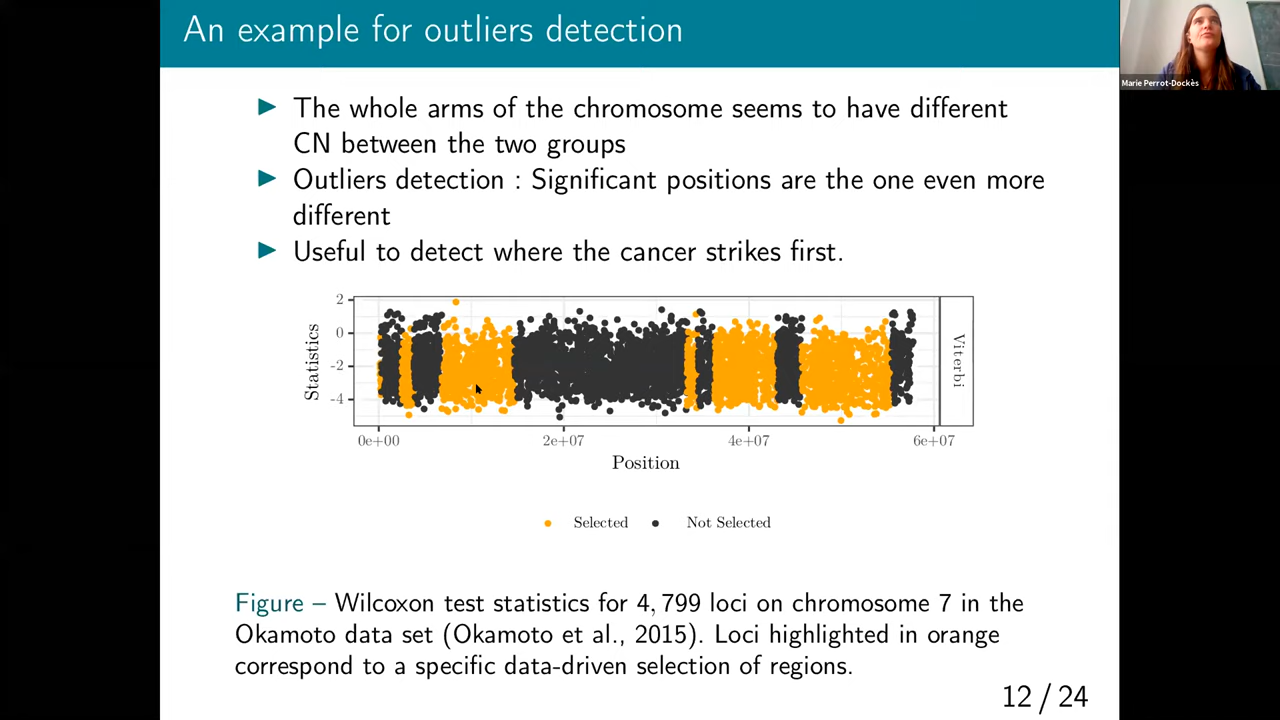 An example for outliers detection
Marie Perrot-Dockès
The whole arms of the chromosome seems to have different
CN between the two groups
Outliers detection : Significant positions are the one even more
different
Useful to detect where the cancer strikes first.
2
0
-2
-4
Statistics
Viterbi
0e+00 2e+07 4e+07 6e+07
Position
Selected Not Selected
Figure – Wilcoxon test statistics for 4, 799 loci on chromosome 7 in the
Okamoto data set (Okamoto et al., 2015). Loci highlighted in orange
correspond to a specific data-driven selection of regions.
12 / 24